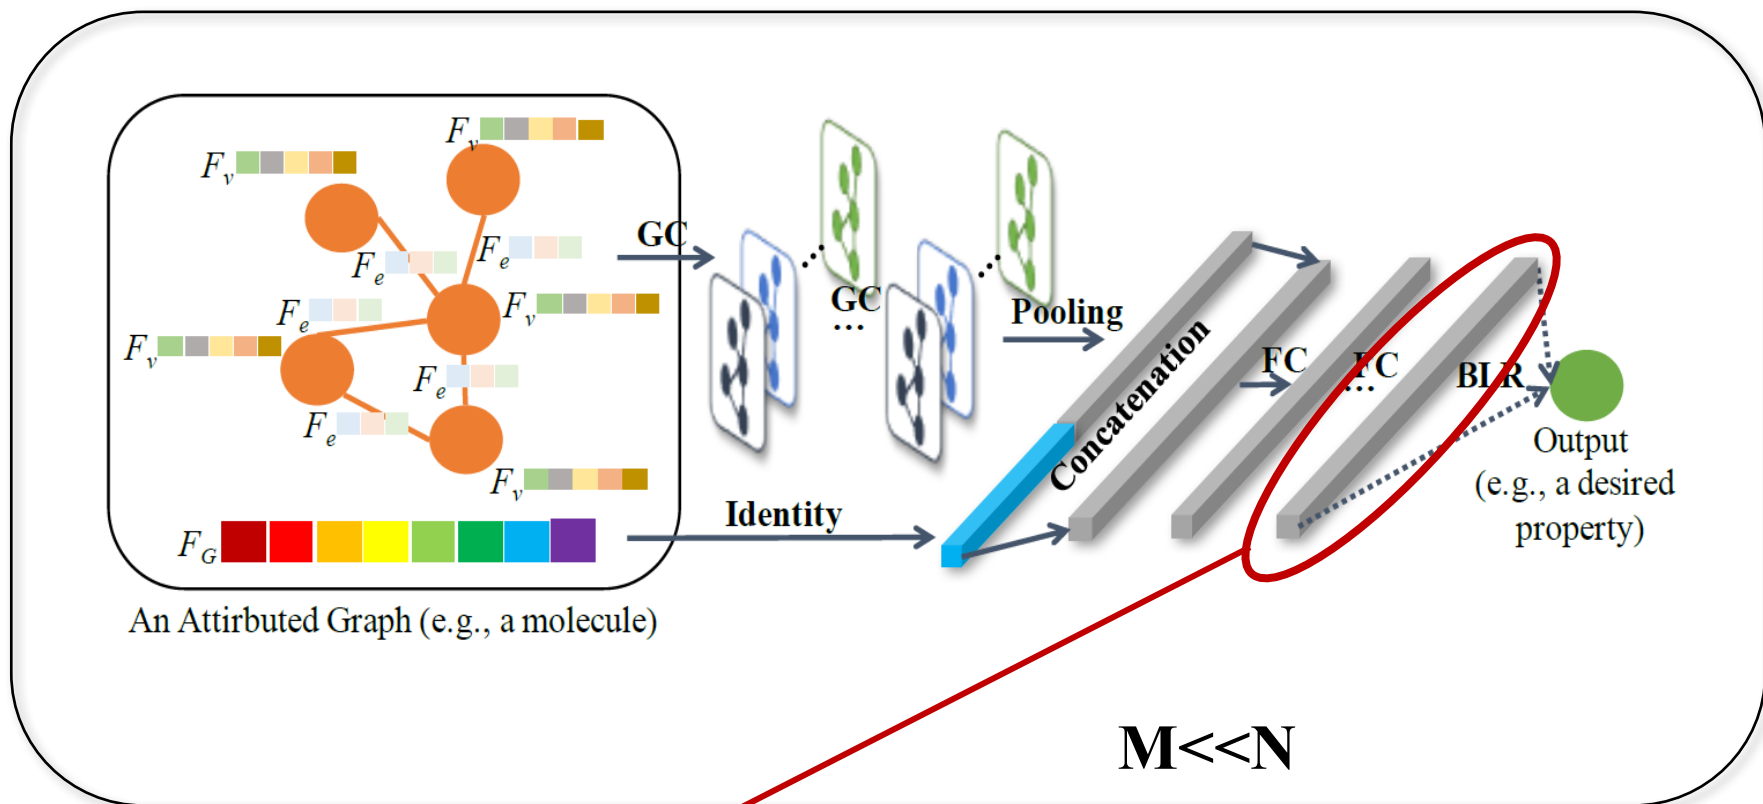 F_v
F_v
F_e
F_e
GC
F_e
F_v
GC
...
Pooling
F_v
F_e
F_e
F_v
Concatenation
FC
FC
...
BLR
Output
(e.g., a desired
property)
F_G
Identity
An Attirbuted Graph (e.g., a molecule)
M<<N